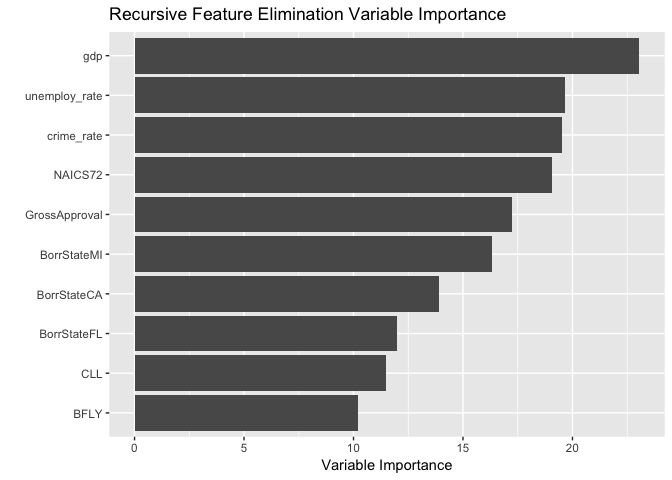 Recursive Feature Elimination Variable Importance
gdp
unemploy_rate
crime_rate
NAICS72
GrossApproval
BorrStateMI
BorrStateCA
BorrStateFL
CLL
BFLY
0 5 10 15 20
Variable Importance